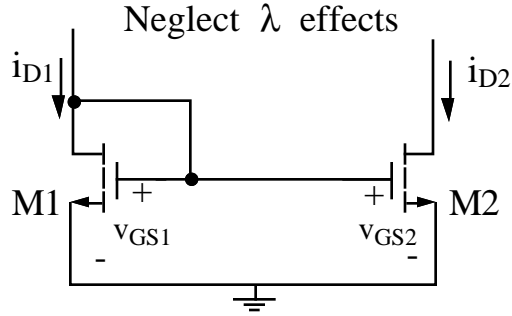 Neglect λ effects
iD1
iD2
M1
+
vGS1
-
+
vGS2
-
M2